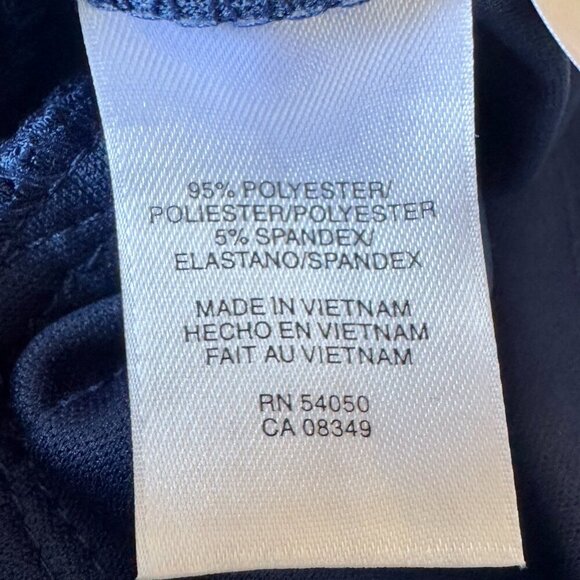 95% POLYESTER/
POLIESTER/POLYESTER
5% SPANDEX/
ELASTANO/SPANDEX
MADE IN VIETNAM
HECHO EN VIETNAM
FAIT AU VIETNAM
RN 54050
CA 08349